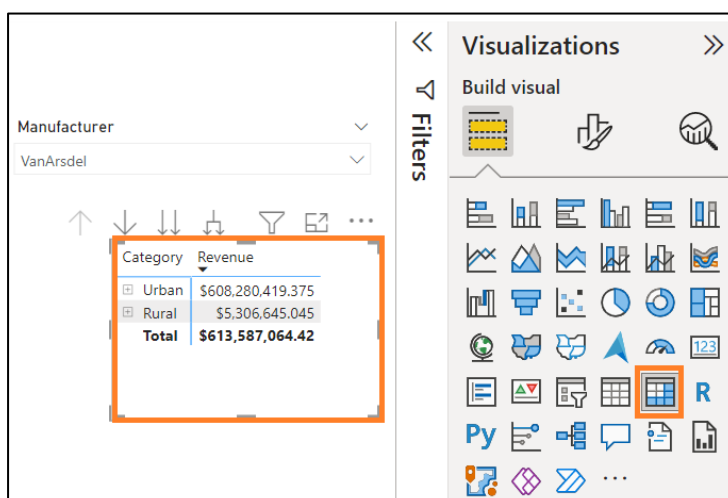 Visualizations
Build visual
Filters
Manufacturer
VanArsdel
Category Revenue
Urban $608,280,419.375
Rural $5,306,645.045
Total $613,587,064.42
123
R
Py